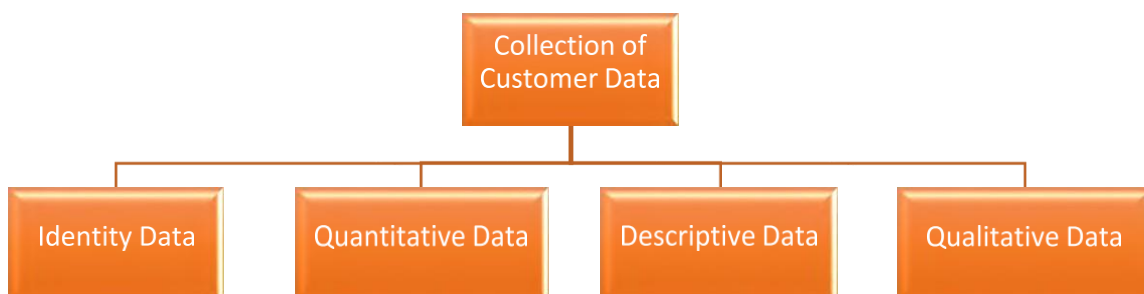 Collection of
Customer Data
Identity Data
Quantitative Data
Descriptive Data
Qualitative Data